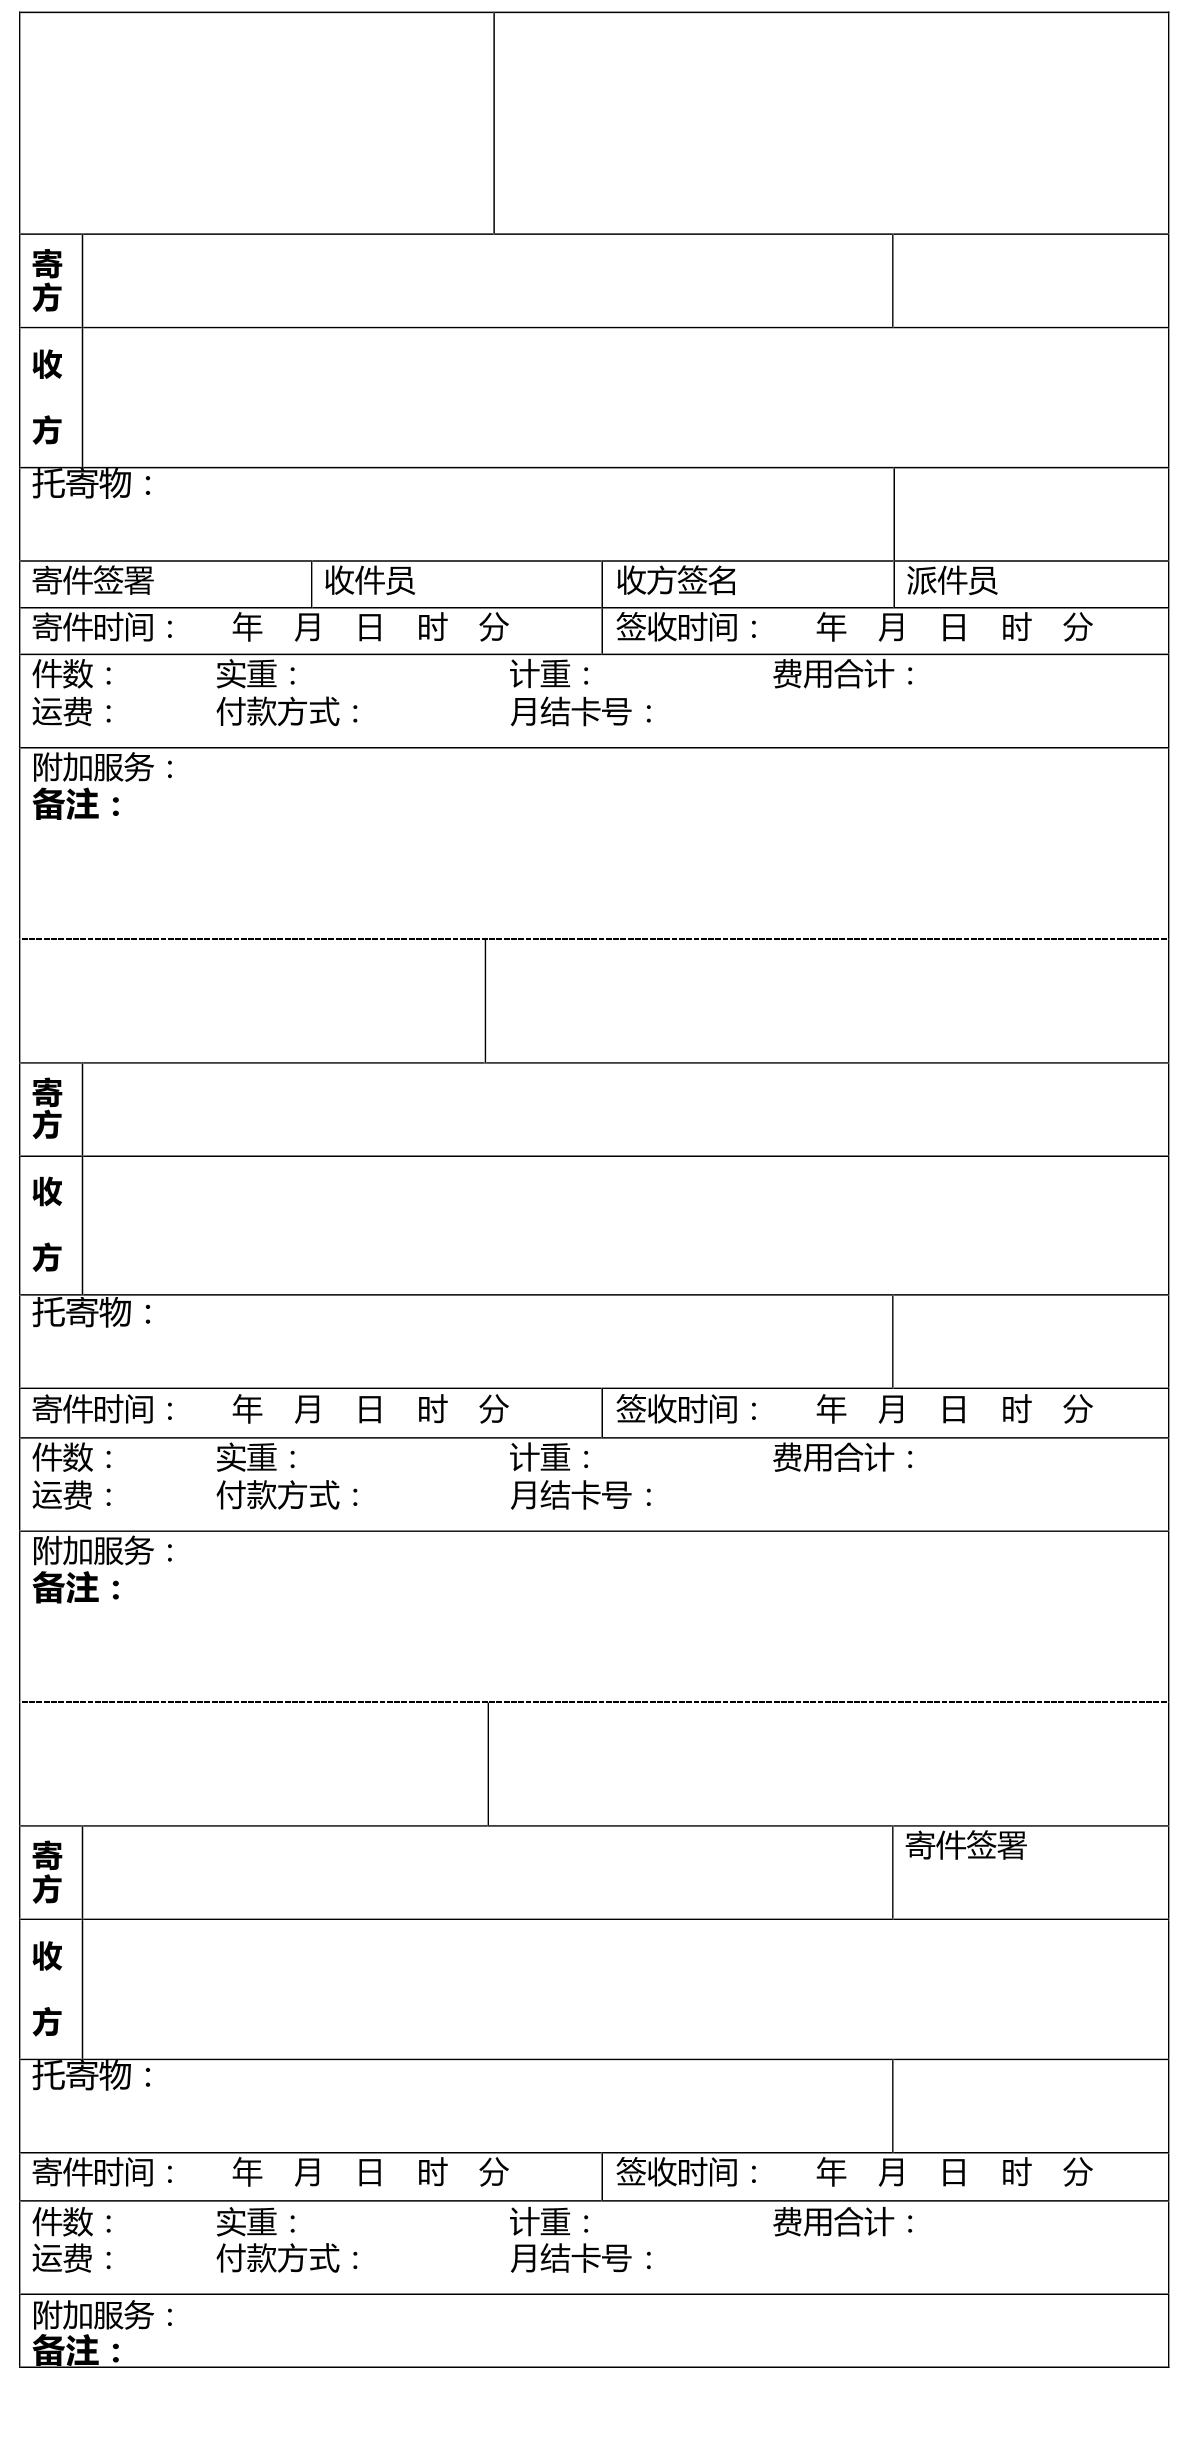 寄
方
收
方
托寄物：
寄件签署 收件员 收方签名 派件员
寄件时间： 年 月 日 时 分 签收时间： 年 月 日 时 分
件数： 实重： 计重： 费用合计：
运费： 付款方式： 月结卡号：
附加服务：
备注：
寄
方
收
方
托寄物：
寄件时间： 年 月 日 时 分 签收时间： 年 月 日 时 分
件数： 实重： 计重： 费用合计：
运费： 付款方式： 月结卡号：
附加服务：
备注：
寄
方
寄件签署
收
方
托寄物：
寄件时间： 年 月 日 时 分 签收时间： 年 月 日 时 分
件数： 实重： 计重： 费用合计：
运费： 付款方式： 月结卡号：
附加服务：
备注：